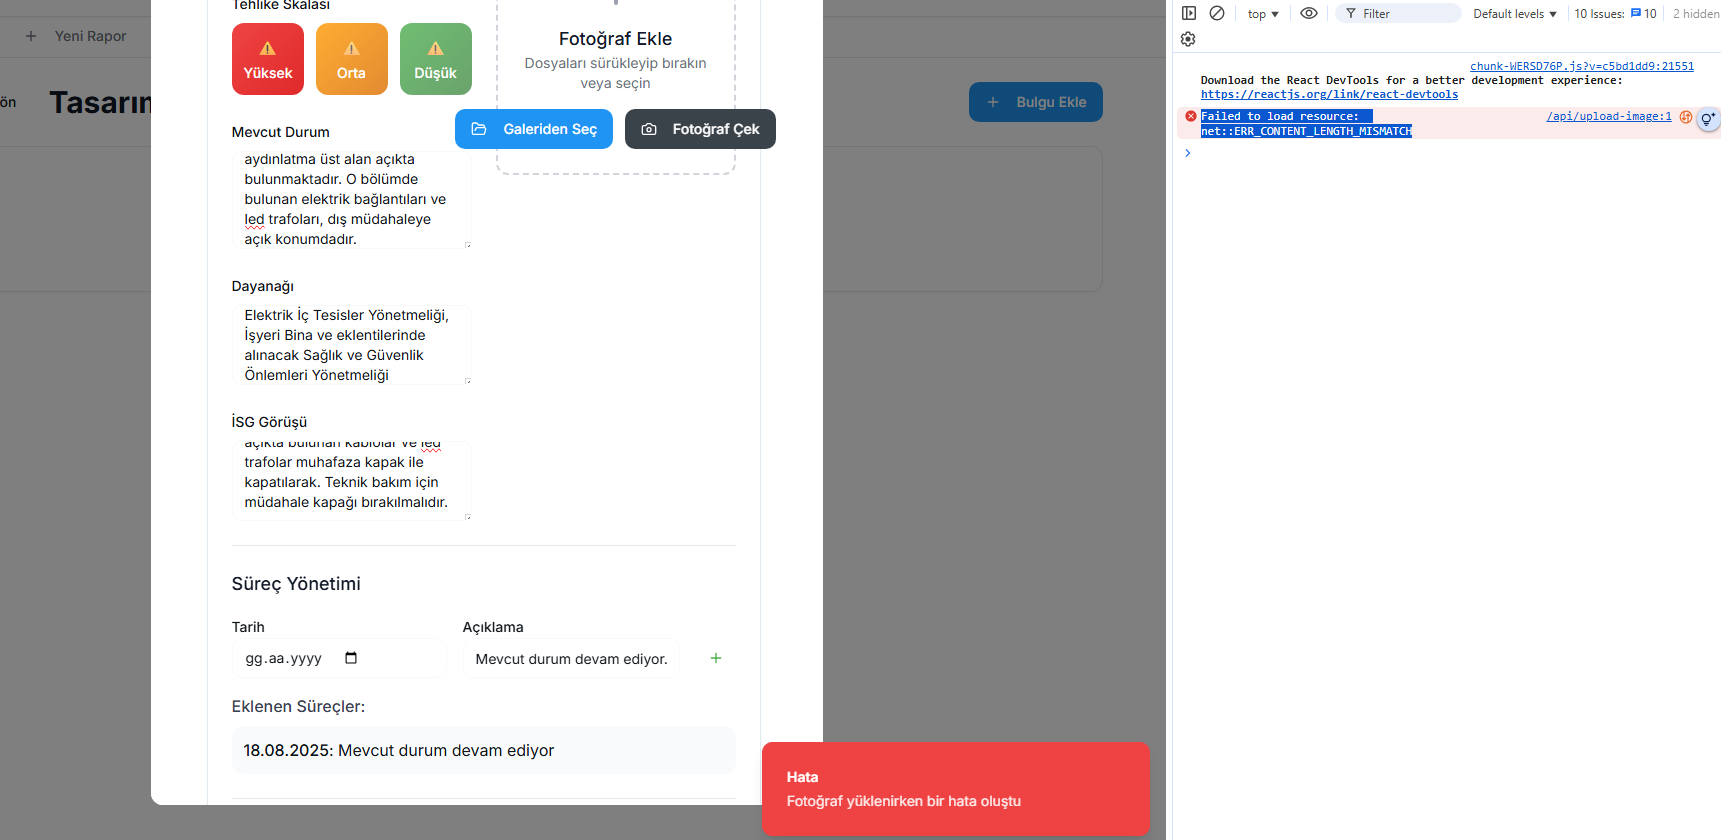 Tehlike Skalası
Yeni Rapor
Yüksek
Orta
Düşük
Fotoğraf Ekle
Dosyaları sürükleyip bırakın
veya seçin
Galeriden Seç
Fotoğraf Çek
ön
Tasarın
Bulgu Ekle
Mevcut Durum
aydınlatma üst alan açıkta
bulunmaktadır. O bölümde
bulunan elektrik bağlantıları ve
led trafoları, dış müdahaleye
açık konumdadır.
Dayanağı
Elektrik İç Tesisler Yönetmeliği,
İşyeri Bina ve eklentilerinde
alınacak Sağlık ve Güvenlik
Önlemleri Yönetmeliği
İSG Görüşü
açıkta bulunan kablolar ve led
trafolar muhafaza kapak ile
kapatılarak. Teknik bakım için
müdahale kapağı bırakılmalıdır.
Süreç Yönetimi
Tarih
Açıklama
gg.aa.yyyy
Mevcut durum devam ediyor.
Eklenen Süreçler:
18.08.2025: Mevcut durum devam ediyor
Hata
Fotoğraf yüklenirken bir hata oluştu
top
Filter
Default levels
10 Issues:
10
2 hidden
chunk-WERSD76P.js?v=c5bd1dd9:21551
Download the React DevTools for a better development experience:
https://reactjs.org/link/react-devtools
Failed to load resource: /api/upload-image:1
net::ERR_CONTENT_LENGTH_MISMATCH